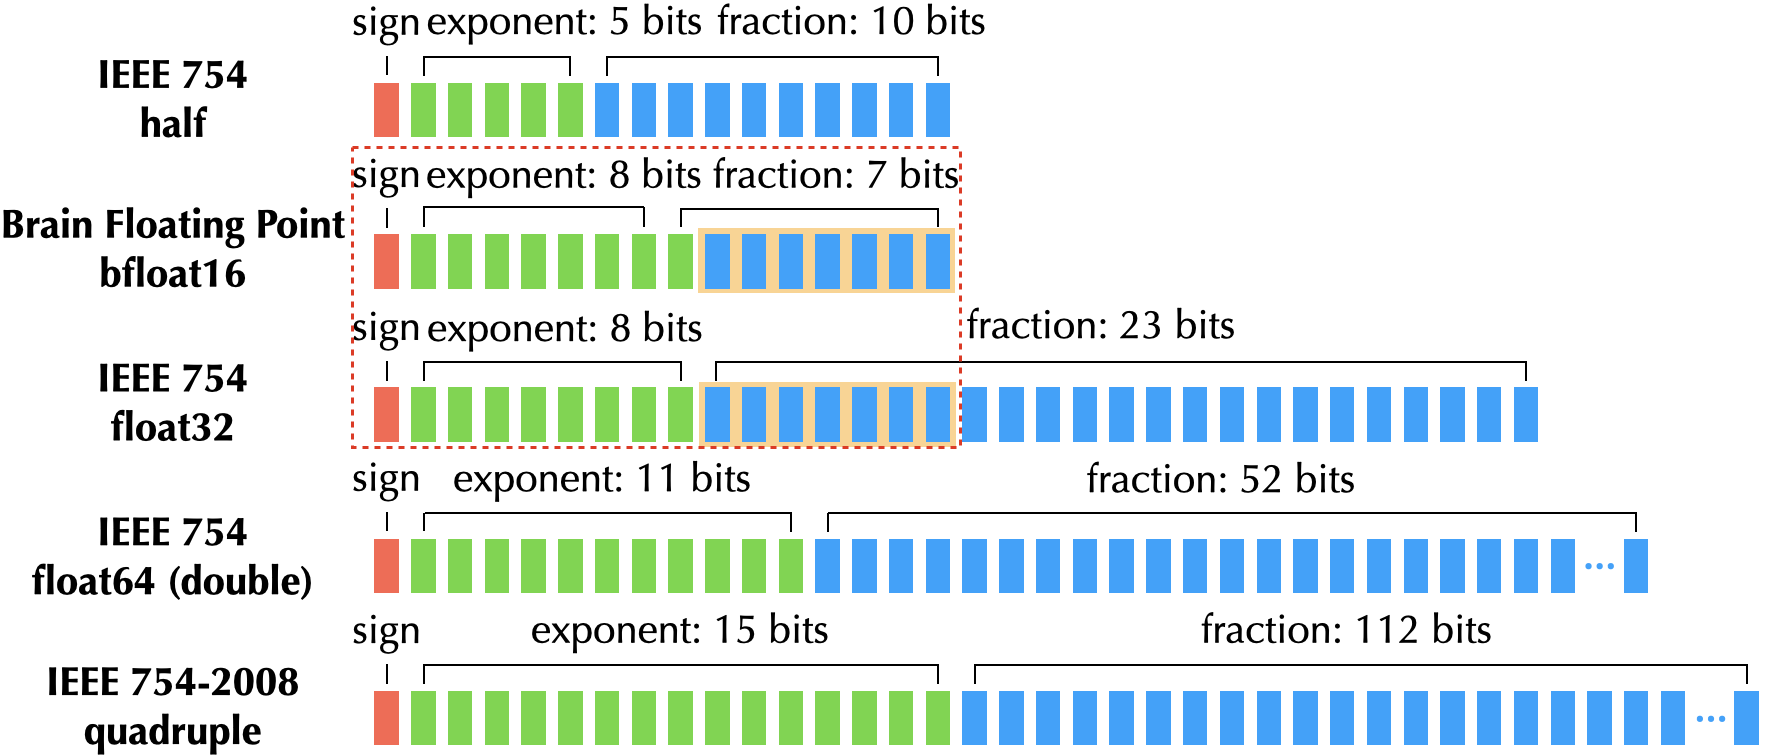 sign exponent: 5 bits fraction: 10 bits
IEEE 754
half
sign exponent: 8 bits fraction: 7 bits
Brain Floating Point
bfloat16
sign exponent: 8 bits fraction: 23 bits
IEEE 754
float32
sign exponent: 11 bits fraction: 52 bits
IEEE 754
float64 (double)
...
sign exponent: 15 bits fraction: 112 bits
IEEE 754-2008
quadruple
...